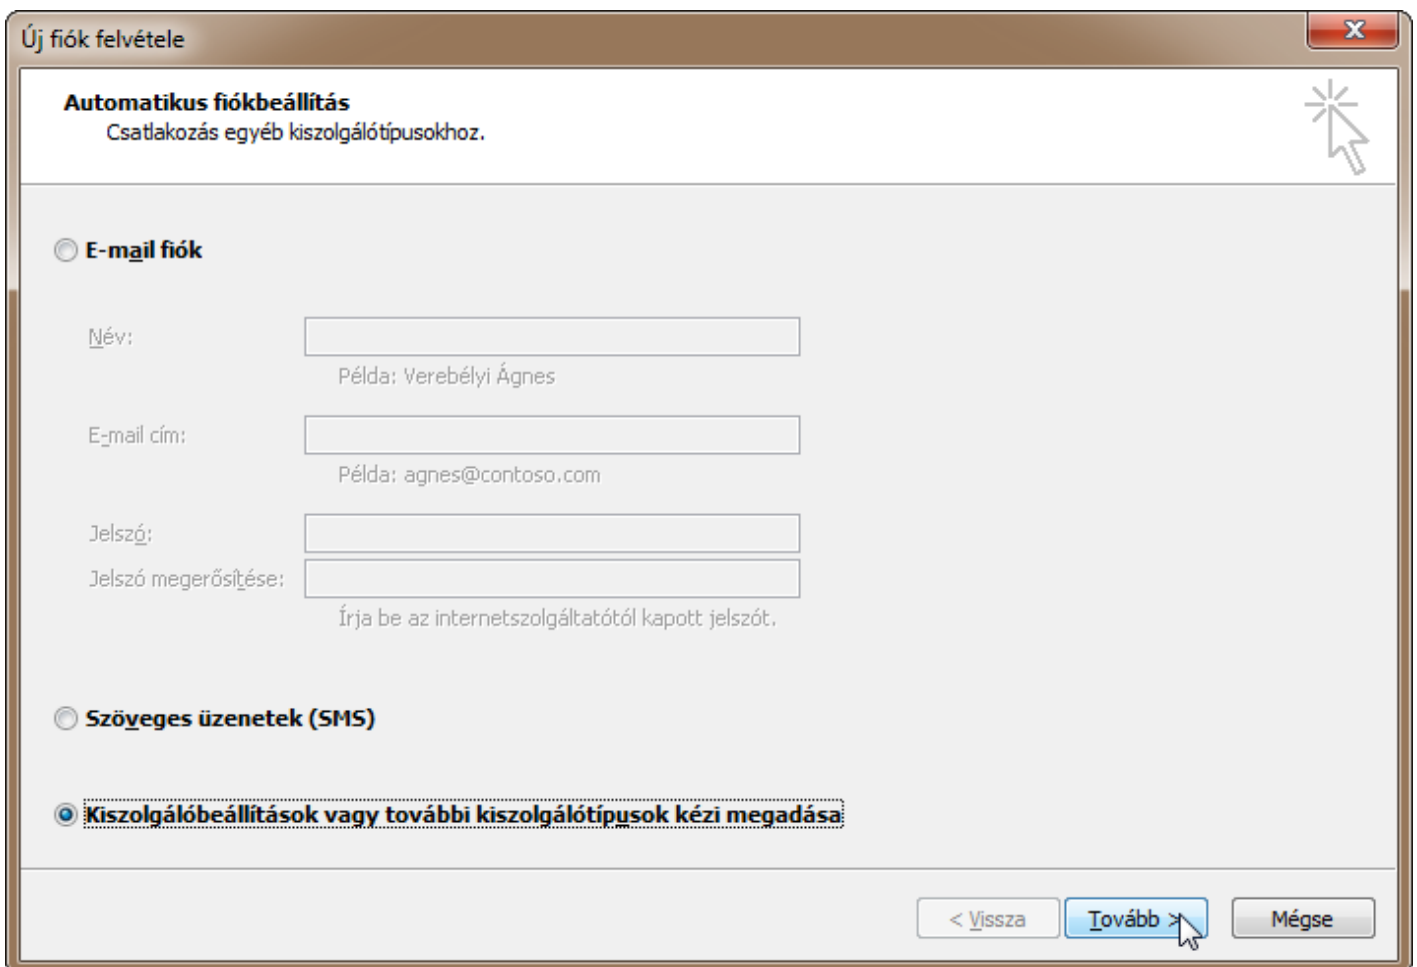 Új fiók felvétele
Automatikus fiókbeállítás
Csatlakozás egyéb kiszolgálótípusokhoz.
E-mail fiók
Név:
Példa: Verebélyi Ágnes
E-mail cím:
Példa: agnes@contoso.com
Jelszó:
Jelszó megerősítése:
Írja be az internetszolgáltatótól kapott jelszót.
Szöveges üzenetek (SMS)
Kiszolgálóbeállítások vagy további kiszolgálótípusok kézi megadása
< Vissza Tovább > Mégse